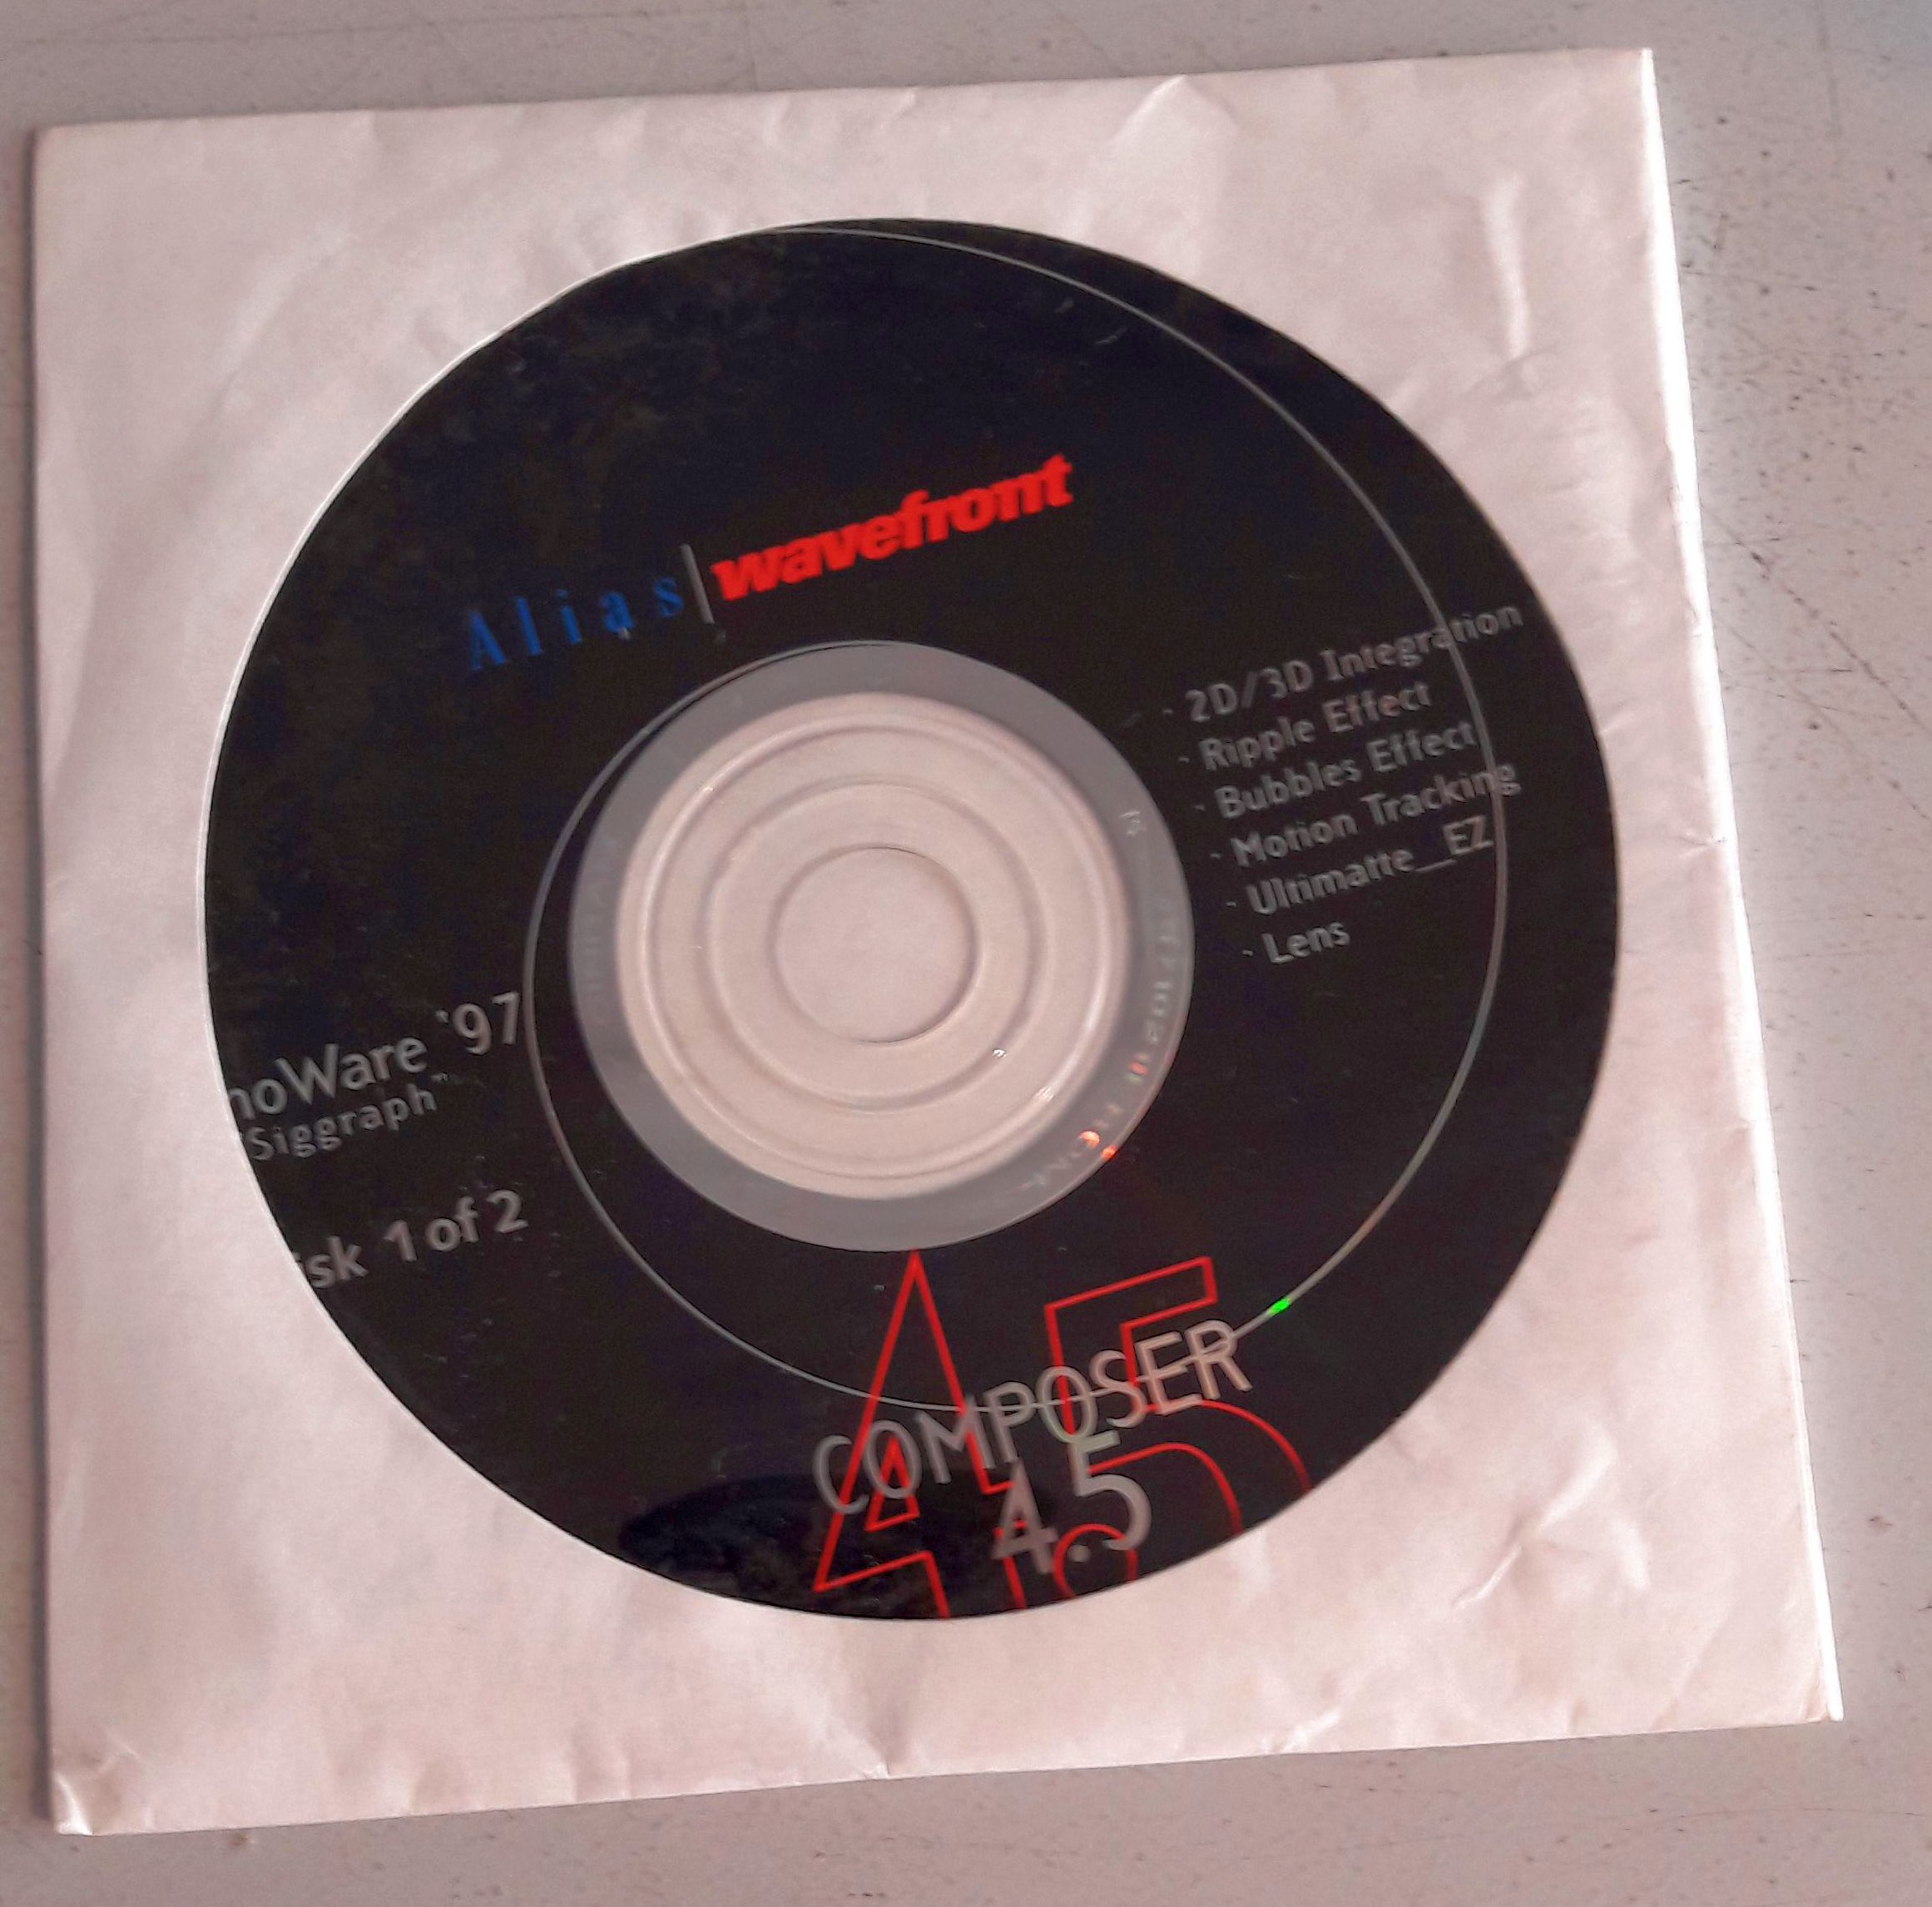 Alias|wavefront
· 2D/3D Integration
· Ripple Effect
· Bubbles Effect
· Motion Tracking
· Ultimatte_EZ
· Lens
noWare '97
"Siggraph"
isk 1 of 2
4.5
COMPOSER
4.5